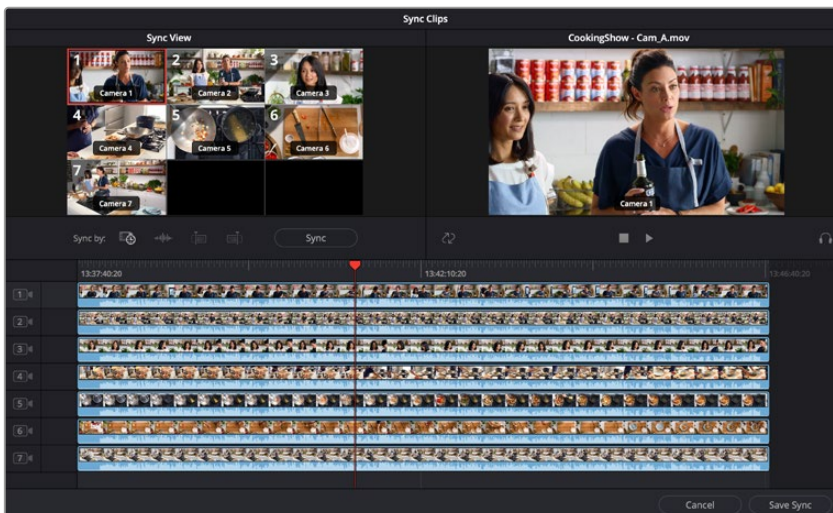 Sync Clips
Sync View
CookingShow - Cam_A.mov
1
Camera 1
2
Camera 2
3
Camera 3
4
Camera 4
5
Camera 5
6
Camera 6
7
Camera 7
Camera 1
Sync by:
Sync
13:37:40:20
13:42:10:20
13:46:40:20
1
2
3
4
5
6
7
Cancel
Save Sync